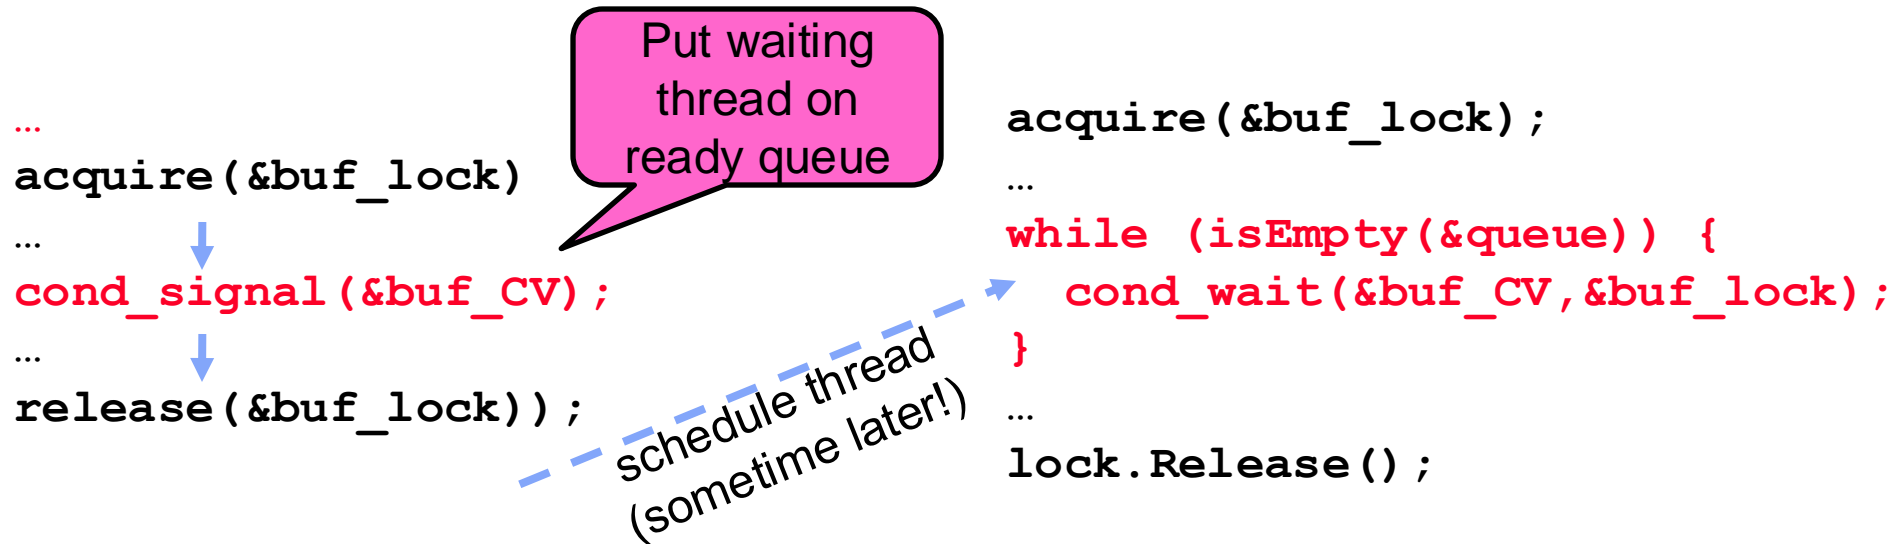 …
acquire(&buf_lock)
…
cond_signal(&buf_CV);
…
release(&buf_lock));
Put waiting
thread on
ready queue
schedule thread
(sometime later!)
acquire(&buf_lock);
…
while (isEmpty(&queue)) {
  cond_wait(&buf_CV,&buf_lock);
}
…
lock.Release();